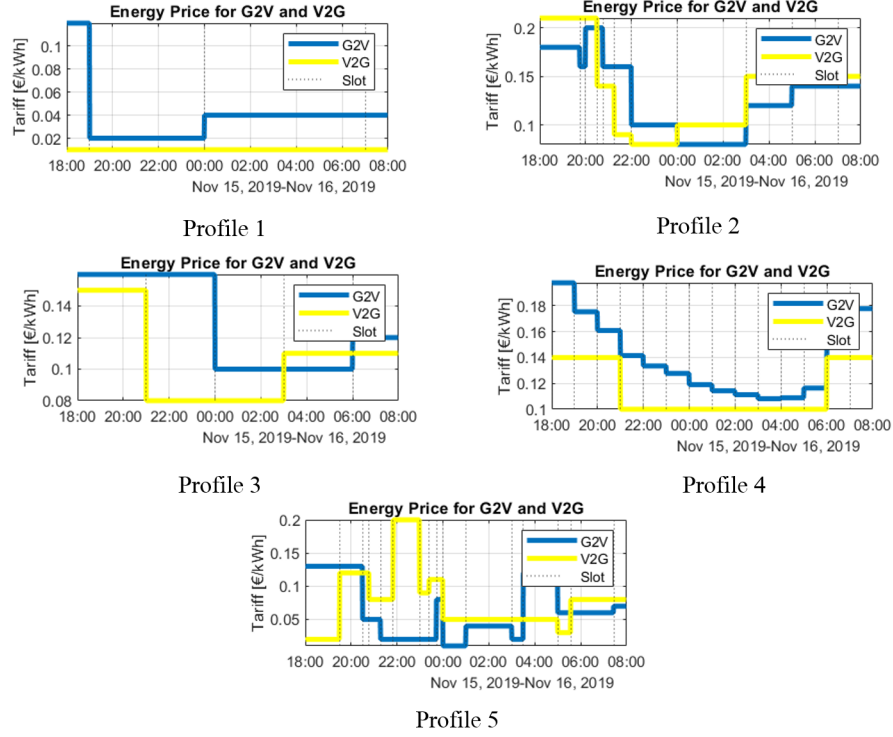 Energy Price for G2V and V2G
Tariff [€/kWh]
0.1
0.08
0.06
0.04
0.02
G2V
V2G
Slot
18:00 20:00 22:00 00:00 02:00 04:00 06:00 08:00
Nov 15, 2019-Nov 16, 2019
Profile 1
Energy Price for G2V and V2G
Tariff [€/kWh]
0.2
0.15
0.1
G2V
V2G
Slot
18:00 20:00 22:00 00:00 02:00 04:00 06:00 08:00
Nov 15, 2019-Nov 16, 2019
Profile 2
Energy Price for G2V and V2G
Tariff [€/kWh]
0.14
0.12
0.1
0.08
G2V
V2G
Slot
18:00 20:00 22:00 00:00 02:00 04:00 06:00 08:00
Nov 15, 2019-Nov 16, 2019
Profile 3
Energy Price for G2V and V2G
Tariff [€/kWh]
0.18
0.16
0.14
0.12
0.1
G2V
V2G
Slot
18:00 20:00 22:00 00:00 02:00 04:00 06:00 08:00
Nov 15, 2019-Nov 16, 2019
Profile 4
Energy Price for G2V and V2G
Tariff [€/kWh]
0.2
0.15
0.1
0.05
G2V
V2G
Slot
18:00 20:00 22:00 00:00 02:00 04:00 06:00 08:00
Nov 15, 2019-Nov 16, 2019
Profile 5